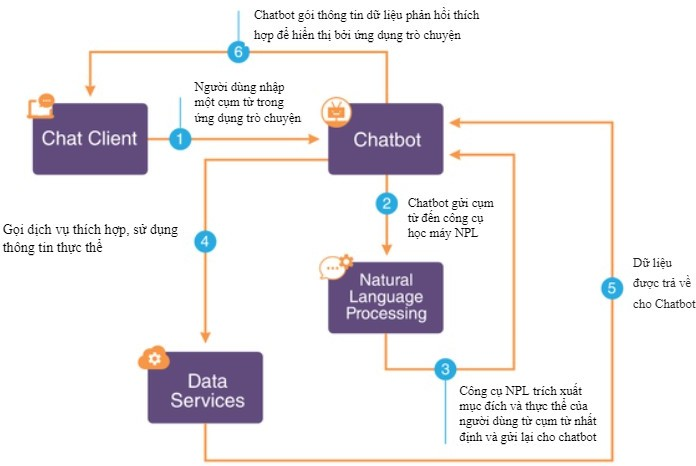 Chatbot gói thông tin dữ liệu phản hồi thích
hợp để hiển thị bởi ứng dụng trò chuyện
6
Người dùng nhập
một cụm từ trong
ứng dụng trò chuyện
Chat Client
1
Chatbot
2
Chatbot gửi cụm
từ đến công cụ
học máy NPL
Gọi dịch vụ thích hợp, sử dụng
thông tin thực thể
4
Natural
Language
Processing
Dữ liệu
được trả về
cho Chatbot
5
3
Data
Services
Công cụ NPL trích xuất
mục đích và thực thể của
người dùng từ cụm từ nhất
định và gửi lại cho chatbot